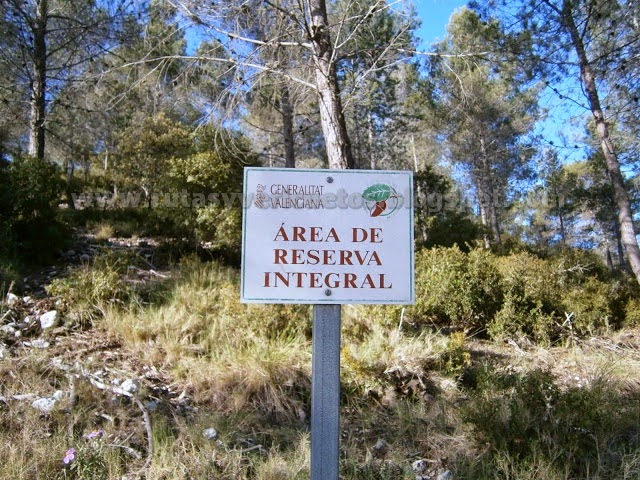 GENERALITAT
VALENCIANA
ÁREA DE
RESERVA
INTEGRAL